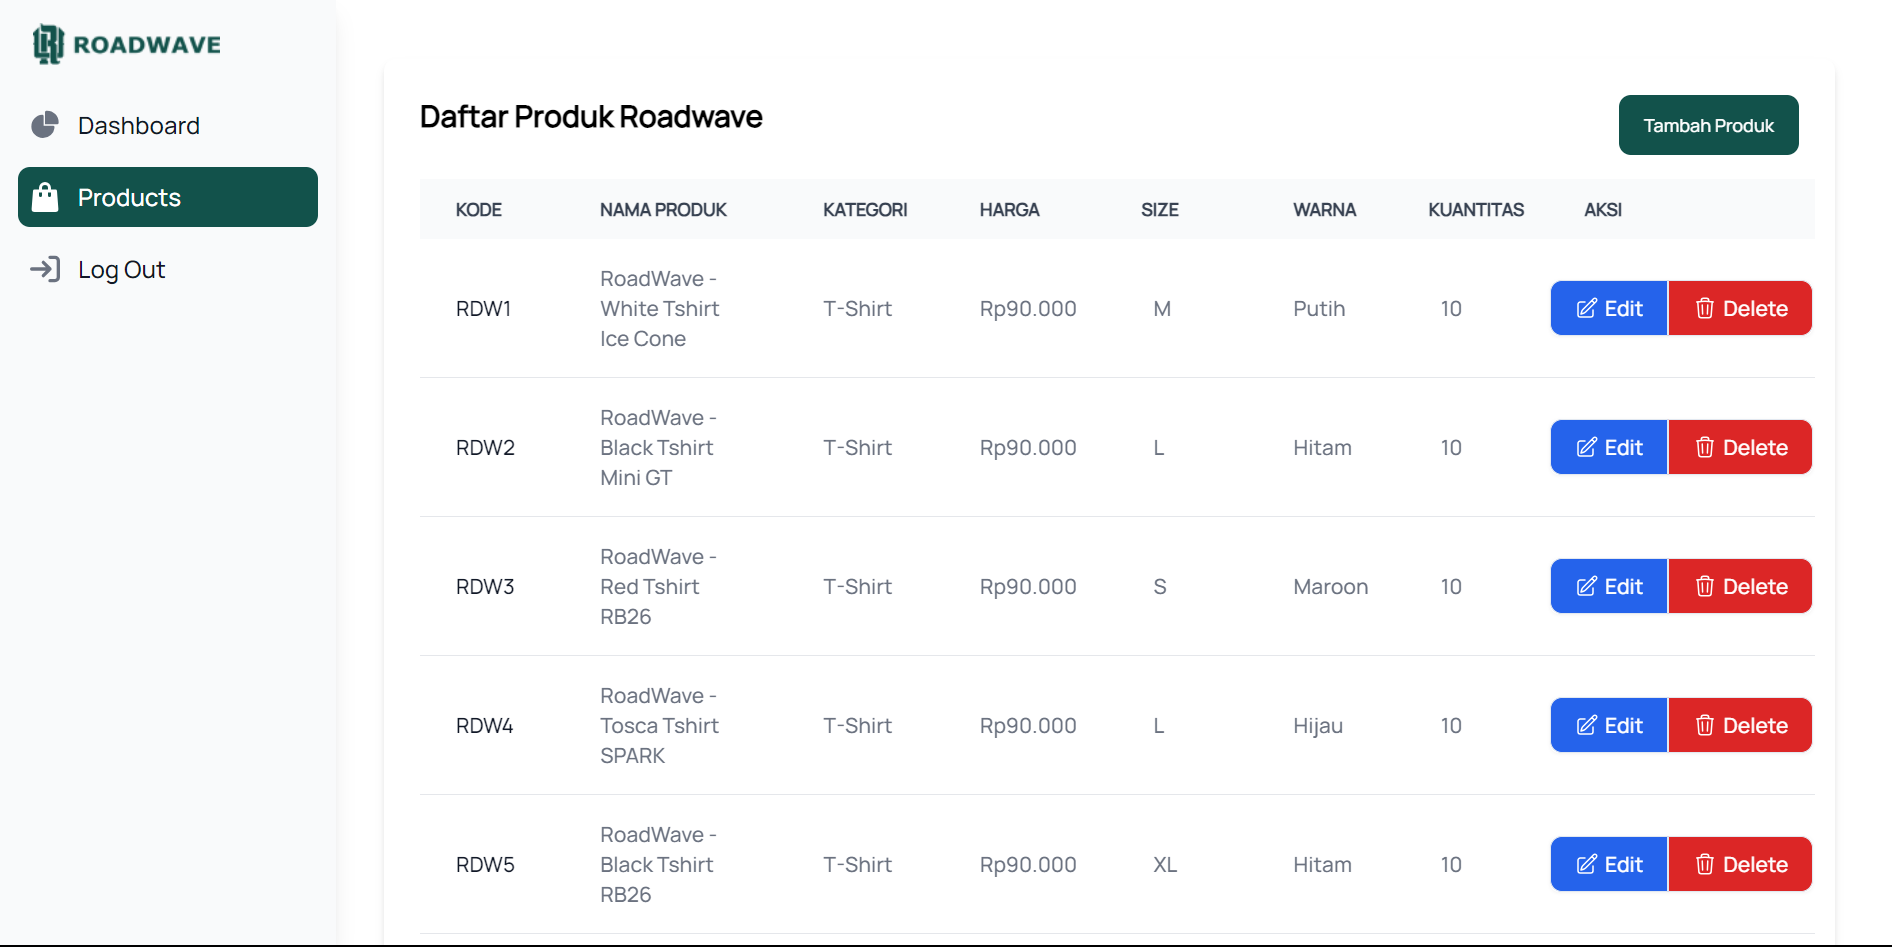 ROADWAVE
Dashboard
Products
Log Out
Daftar Produk Roadwave
Tambah Produk
KODE NAMA PRODUK KATEGORI HARGA SIZE WARNA KUANTITAS AKSI
RoadWave -
RDW1 White Tshirt T-Shirt Rp90.000 M Putih 10 Edit Delete
Ice Cone
RoadWave -
RDW2 Black Tshirt T-Shirt Rp90.000 L Hitam 10 Edit Delete
Mini GT
RoadWave -
RDW3 Red Tshirt T-Shirt Rp90.000 S Maroon 10 Edit Delete
RB26
RoadWave -
RDW4 Tosca Tshirt T-Shirt Rp90.000 L Hijau 10 Edit Delete
SPARK
RoadWave -
RDW5 Black Tshirt T-Shirt Rp90.000 XL Hitam 10 Edit Delete
RB26